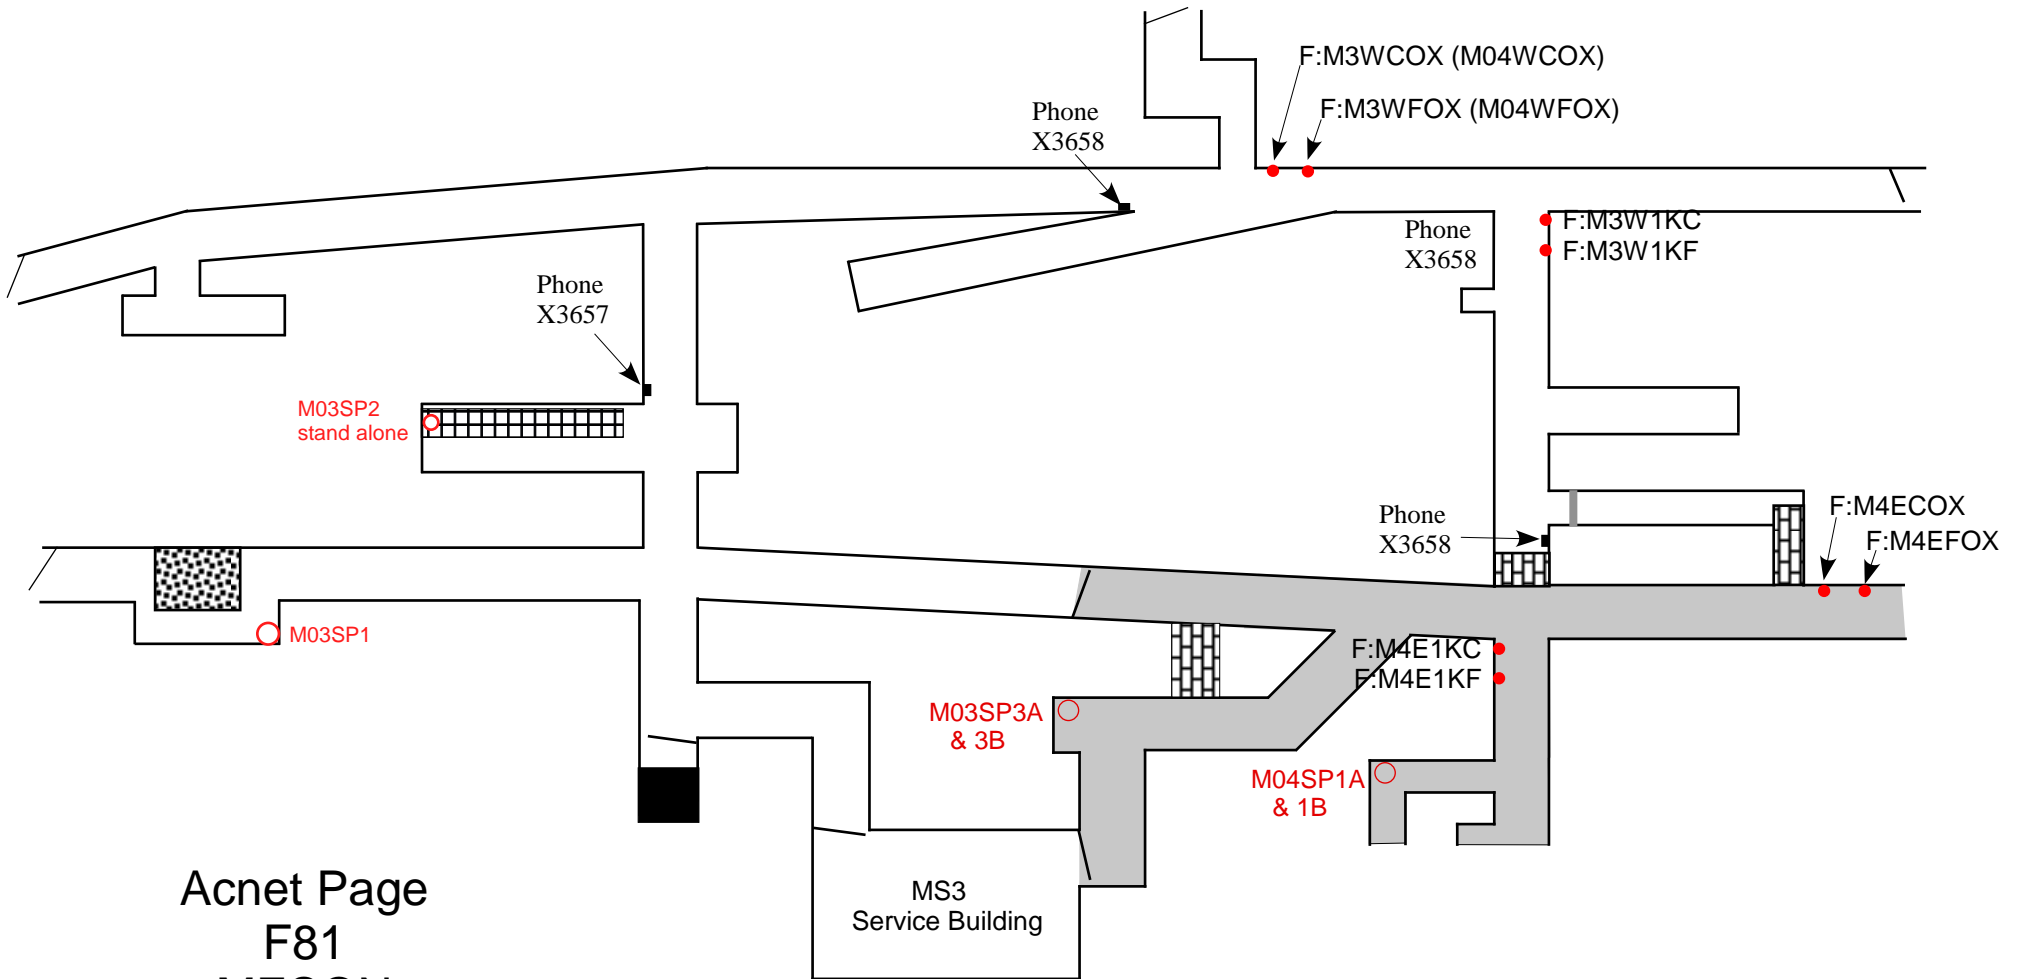 F:M3WCOX (M04WCOX)
F:M3WFOX (M04WFOX)
Phone
X3658
F:M3W1KC
F:M3W1KF
Phone
X3658
Phone
X3657
M03SP2
stand alone
F:M4ECOX
F:M4EFOX
Phone
X3658
M03SP1
F:M4E1KC
F:M4E1KF
M03SP3A
& 3B
M04SP1A
& 1B
MS3
Service Building
Acnet Page
F81